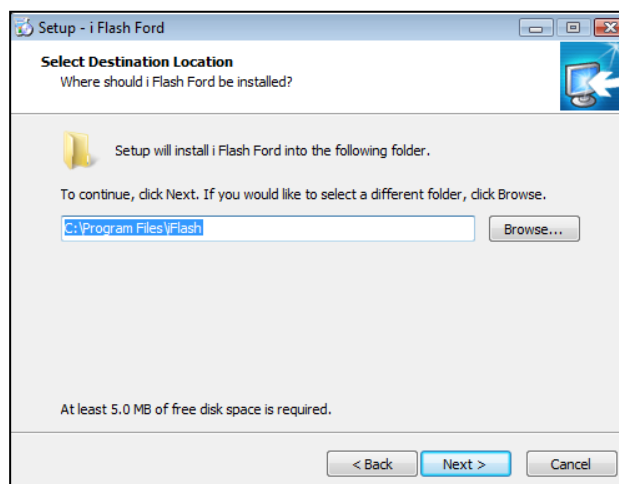 Setup - i Flash Ford
Select Destination Location
Where should i Flash Ford be installed?
Setup will install i Flash Ford into the following folder.
To continue, click Next. If you would like to select a different folder, click Browse.
C:\Program Files\iFlash
Browse...
At least 5.0 MB of free disk space is required.
< Back
Next >
Cancel